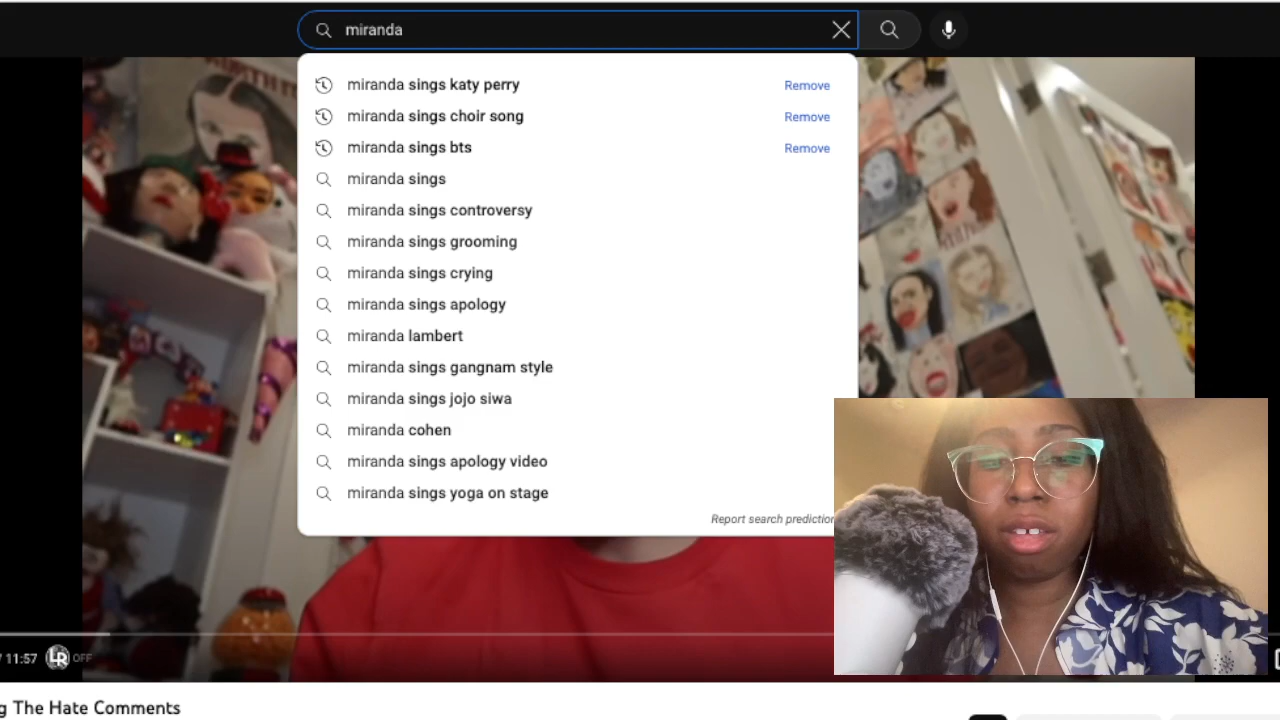 miranda
miranda sings katy perry Remove
miranda sings choir song Remove
miranda sings bts Remove
miranda sings
miranda sings controversy
miranda sings grooming
miranda sings crying
miranda sings apology
miranda lambert
miranda sings gangnam style
miranda sings jojo siwa
miranda cohen
miranda sings apology video
miranda sings yoga on stage
Report search prediction
/ 11:57 LR OFF
g The Hate Comments